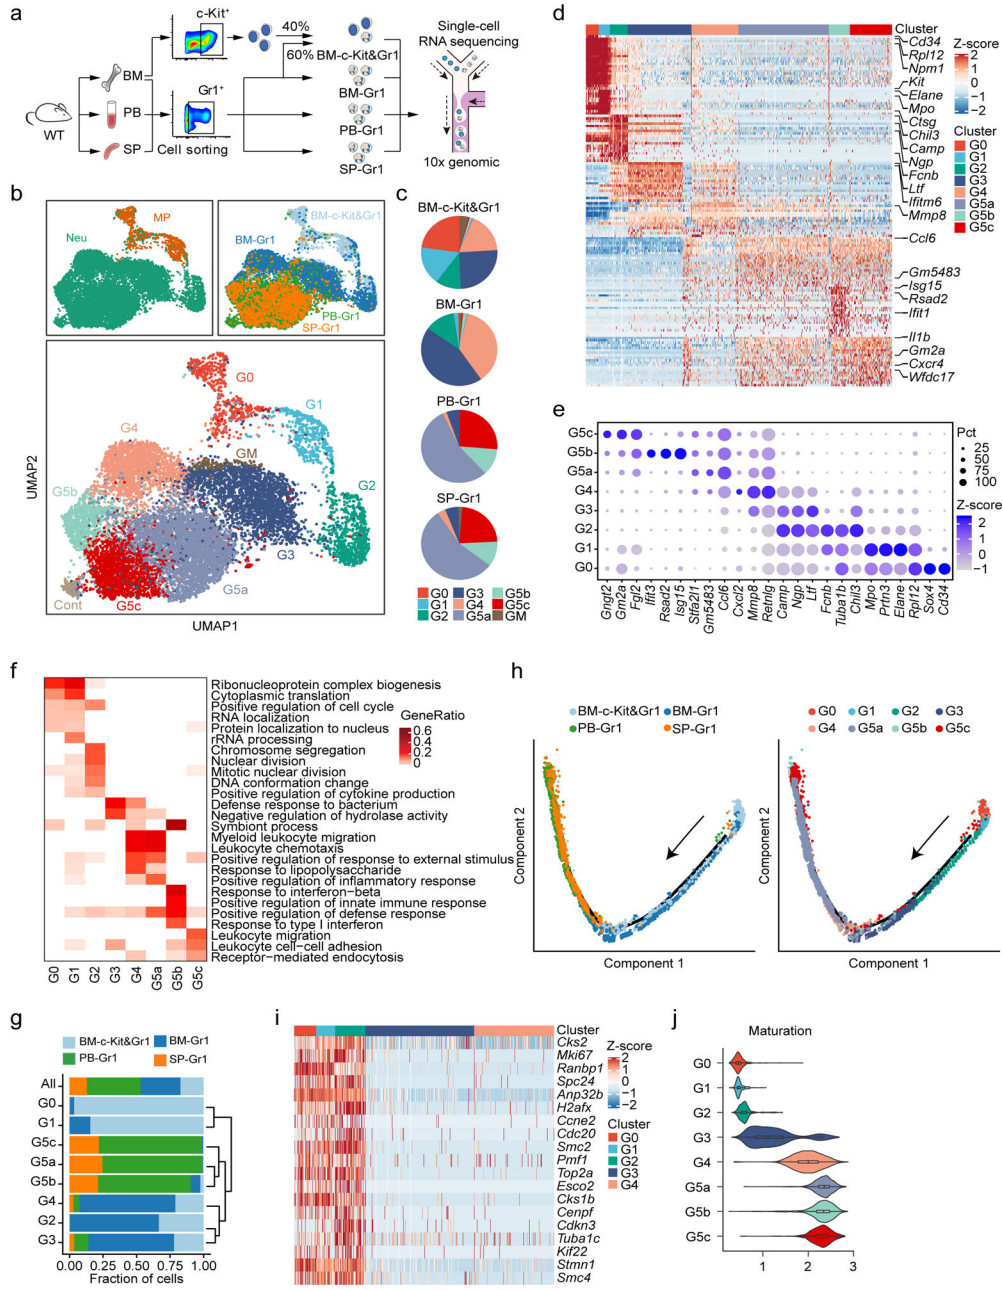 a
c-Kit+
40%
60%
BM-c-Kit&Gr1
Single-cell
RNA sequencing
BM
WT
PB
SP
Gr1+
Cell sorting
BM-Gr1
PB-Gr1
SP-Gr1
10x genomic
b
MP
Neu
BM-c-Kit&Gr1
BM-Gr1
PB-Gr1
SP-Gr1
G0
G1
G4
GM
G5b
G2
G3
G5a
G5c
Cont
UMAP2
UMAP1
c
BM-c-Kit&Gr1
BM-Gr1
PB-Gr1
SP-Gr1
G0 G3 G5b
G1 G4 G5c
G2 G5a GM
d
Cluster
Cd34
Rpl12
Npm1
Kit
Elane
Mpo
Ctsg
Chil3
Camp
Ngp
Fcnb
Ltf
Ifitm6
Mmp8
Ccl6
Gm5483
Isg15
Rsad2
Ifit1
Il1b
Gm2a
Cxcr4
Wfdc17
Z-score
2
1
0
−1
−2
Cluster
G0
G1
G2
G3
G4
G5a
G5b
G5c
e
G5c
G5b
G5a
G4
G3
G2
G1
G0
Gngt2
Gm2a
Fgl2
Ifit3
Rsad2
Isg15
Stfa2l1
Gm5483
Ccl6
Cxcl2
Mmp8
Retnlg
Camp
Ngp
Ltf
Fcnb
Tuba1b
Chil3
Mpo
Prtn3
Elane
Rpl12
Sox4
Cd34
Pct
25
50
75
100
Z-score
2
1
0
−1
f
Ribonucleoprotein complex biogenesis
Cytoplasmic translation
Positive regulation of cell cycle
RNA localization
Protein localization to nucleus
rRNA processing
Chromosome segregation
Nuclear division
Mitotic nuclear division
DNA conformation change
Positive regulation of cytokine production
Defense response to bacterium
Negative regulation of hydrolase activity
Symbiont process
Myeloid leukocyte migration
Leukocyte chemotaxis
Positive regulation of response to external stimulus
Response to lipopolysaccharide
Positive regulation of inflammatory response
Response to interferon−beta
Positive regulation of innate immune response
Positive regulation of defense response
Response to type I interferon
Leukocyte migration
Leukocyte cell−cell adhesion
Receptor−mediated endocytosis
G0 G1 G2 G3 G4 G5a G5b G5c
GeneRatio
0.6
0.4
0.2
0
h
BM-c-Kit&Gr1 BM-Gr1
PB-Gr1 SP-Gr1
G0 G1 G2 G3
G4 G5a G5b G5c
Component 2
Component 1
Component 2
Component 1
g
BM-c-Kit&Gr1 BM-Gr1
PB-Gr1 SP-Gr1
All
G0
G1
G5c
G5a
G5b
G4
G2
G3
0.00 0.25 0.50 0.75 1.00
Fraction of cells
i
Cluster
Cks2
Mki67
Ranbp1
Spc24
Anp32b
H2afx
Ccne2
Cdc20
Smc2
Pmf1
Top2a
Esco2
Cks1b
Cenpf
Cdkn3
Tuba1c
Kif22
Stmn1
Smc4
Z-score
2
1
0
−1
−2
Cluster
G0
G1
G2
G3
G4
j
Maturation
G0
G1
G2
G3
G4
G5a
G5b
G5c
1 2 3